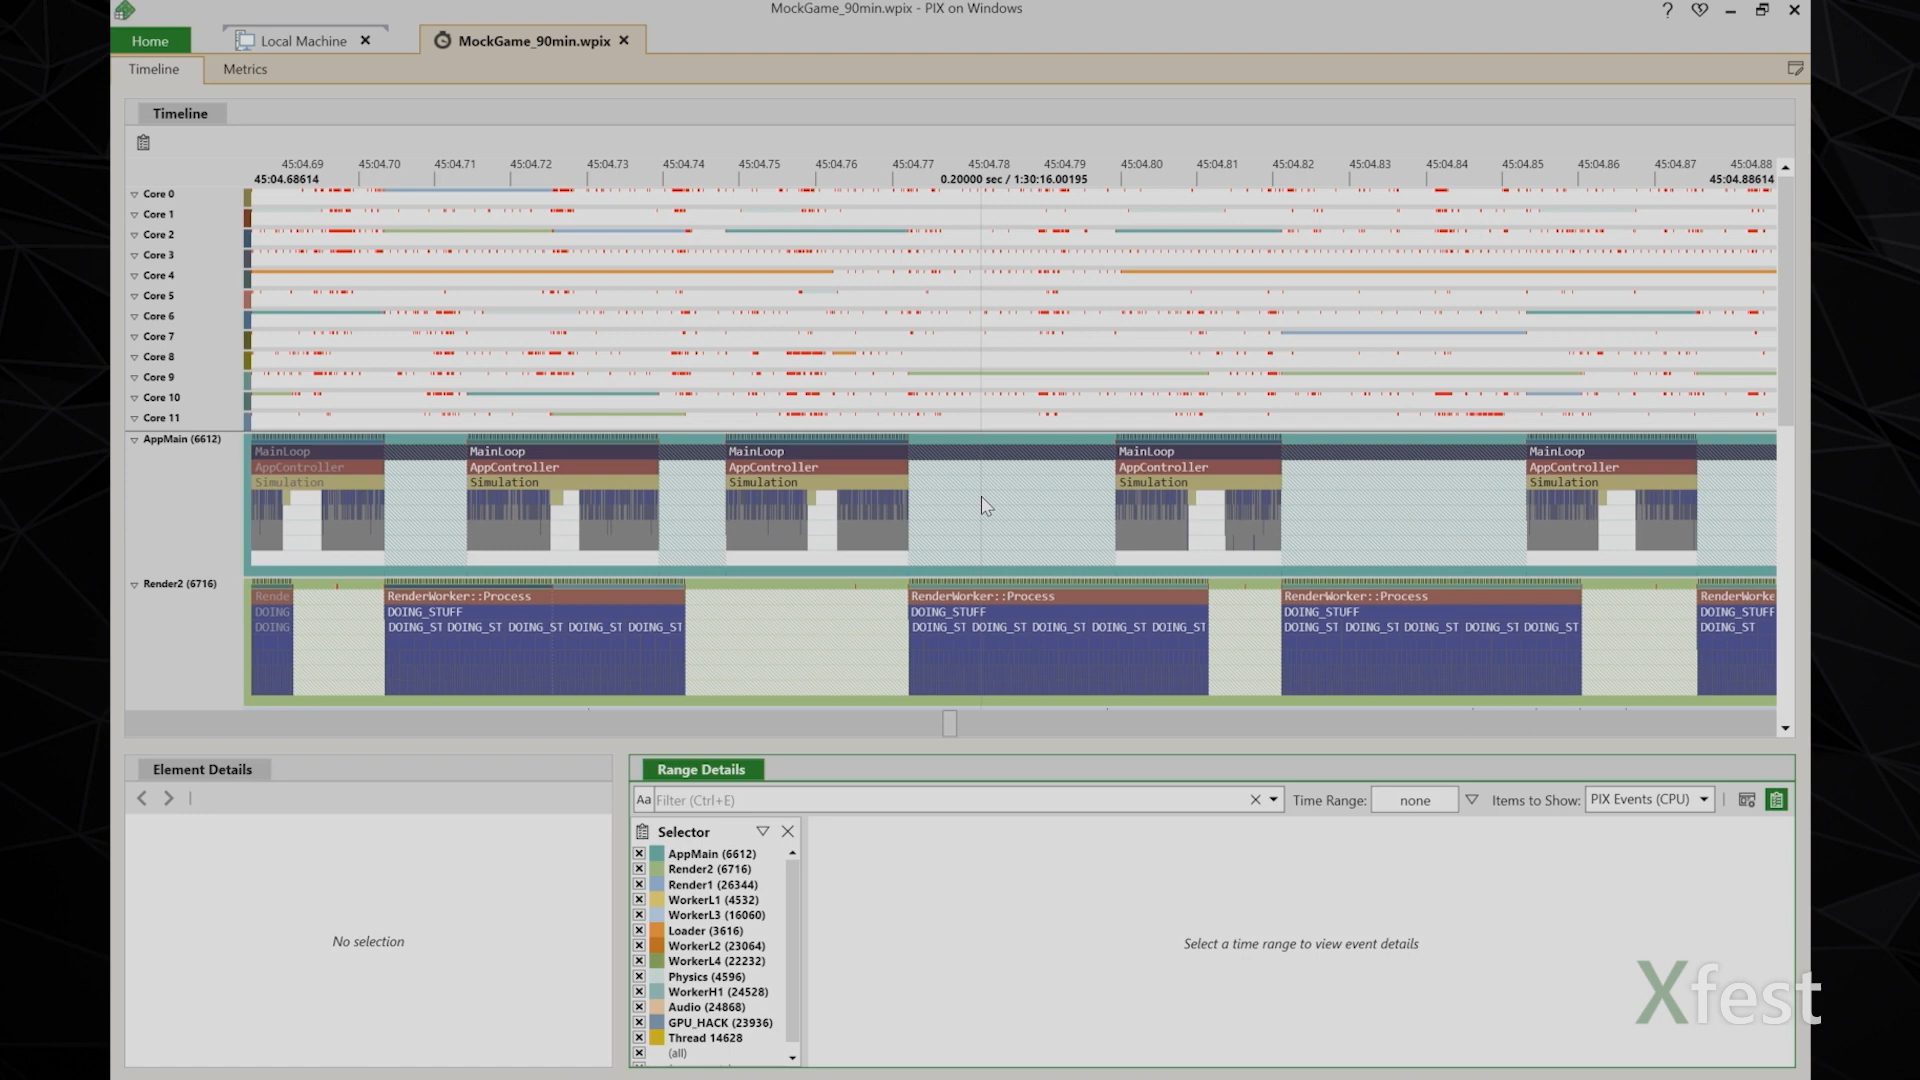 MockGame_90min.wpix - PIX on Windows
?
Home
Local Machine
MockGame_90min.wpix
Timeline
Metrics
Timeline
45:04.69 45:04.70 45:04.71 45:04.72 45:04.73 45:04.74 45:04.75 45:04.76 45:04.77 45:04.78 45:04.79 45:04.80 45:04.81 45:04.82 45:04.83 45:04.84 45:04.85 45:04.86 45:04.87 45:04.88
45:04.68614 0.20000 sec / 1:30:16.00195 45:04.88614
Core 0
Core 1
Core 2
Core 3
Core 4
Core 5
Core 6
Core 7
Core 8
Core 9
Core 10
Core 11
AppMain (6612)
MainLoop MainLoop MainLoop MainLoop MainLoop
AppController AppController AppController AppController AppController
Simulation Simulation Simulation Simulation Simulation
Render2 (6716)
Rende RenderWorker::Process RenderWorker::Process RenderWorker::Process RenderWorke
DOING DOING_STUFF DOING_STUFF DOING_STUFF DOING_STUFF
DOING DOING_ST DOING_ST DOING_ST DOING_ST DOING_ST DOING_ST DOING_ST DOING_ST DOING_ST DOING_ST DOING_ST DOING_ST DOING_ST DOING_ST DOING_ST DOING_ST
Element Details
No selection
Range Details
Aa Filter (Ctrl+E) Time Range: none Items to Show: PIX Events (CPU)
Selector
AppMain (6612)
Render2 (6716)
Render1 (26344)
WorkerL1 (4532)
WorkerL3 (16060)
Loader (3616)
WorkerL2 (23064)
WorkerL4 (22232)
Physics (4596)
WorkerH1 (24528)
Audio (24868)
GPU_HACK (23936)
Thread 14628
(all)
Select a time range to view event details
Xfest